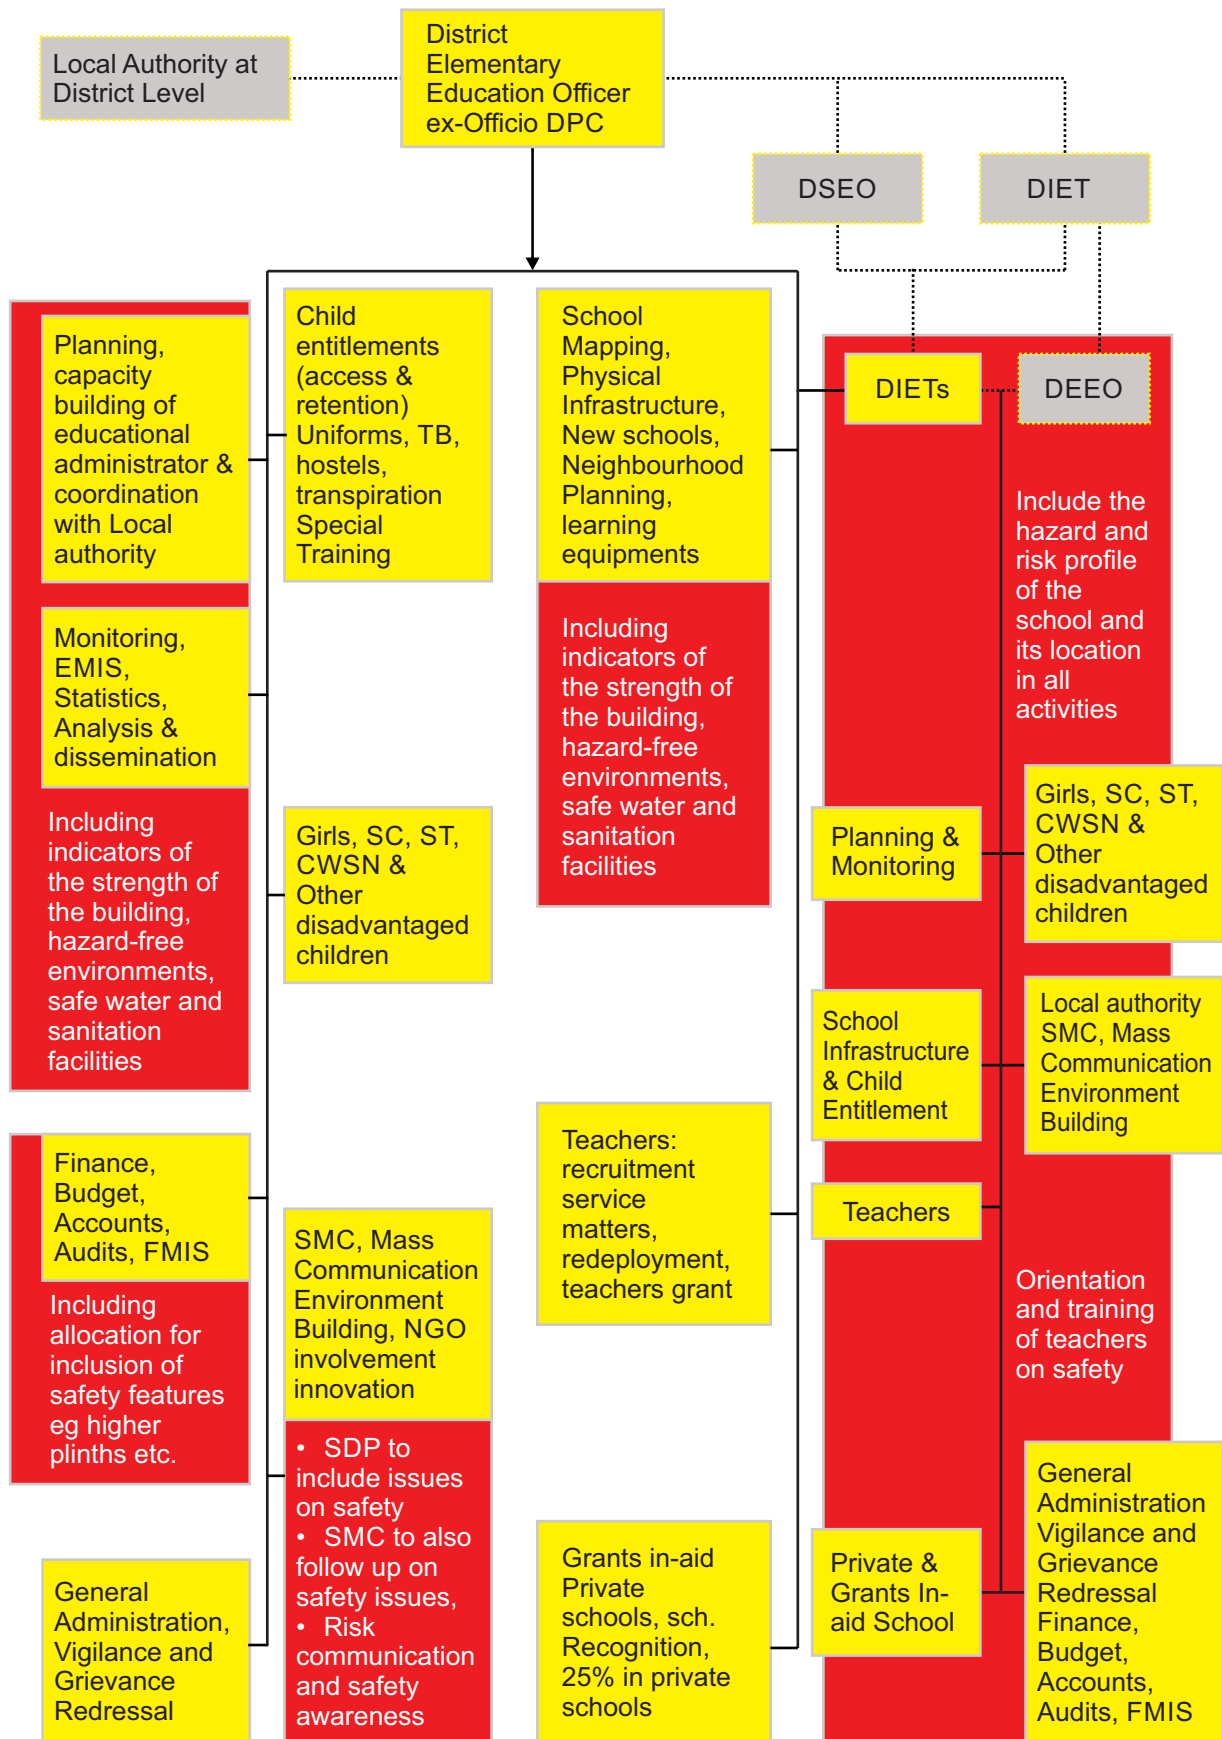 Local Authority at
District Level
District
Elementary
Education Officer
ex-Officio DPC
DSEO
DIET
Planning,
capacity
building of
educational
administrator &
coordination
with Local
authority
Monitoring,
EMIS,
Statistics,
Analysis &
dissemination
Including
indicators of
the strength of
the building,
hazard-free
environments,
safe water and
sanitation
facilities
Finance,
Budget,
Accounts,
Audits, FMIS
Including
allocation for
inclusion of
safety features
eg higher
plinths etc.
General
Administration,
Vigilance and
Grievance
Redressal
Child
entitlements
(access &
retention)
Uniforms, TB,
hostels,
transpiration
Special
Training
Girls, SC, ST,
CWSN &
Other
disadvantaged
children
SMC, Mass
Communication
Environment
Building, NGO
involvement
innovation
• SDP to
include issues
on safety
• SMC to also
follow up on
safety issues,
• Risk
communication
and safety
awareness
School
Mapping,
Physical
Infrastructure,
New schools,
Neighbourhood
Planning,
learning
equipments
Including
indicators of
the strength of
the building,
hazard-free
environments,
safe water and
sanitation
facilities
Teachers:
recruitment
service
matters,
redeployment,
teachers grant
Grants in-aid
Private
schools, sch.
Recognition,
25% in private
schools
DIETs
DEEO
Include the
hazard and
risk profile
of the
school and
its location
in all
activities
Planning &
Monitoring
Girls, SC, ST,
CWSN &
Other
disadvantaged
children
School
Infrastructure
& Child
Entitlement
Local authority
SMC, Mass
Communication
Environment
Building
Teachers
Orientation
and training
of teachers
on safety
Private &
Grants In-
aid School
General
Administration
Vigilance and
Grievance
Redressal
Finance,
Budget,
Accounts,
Audits, FMIS